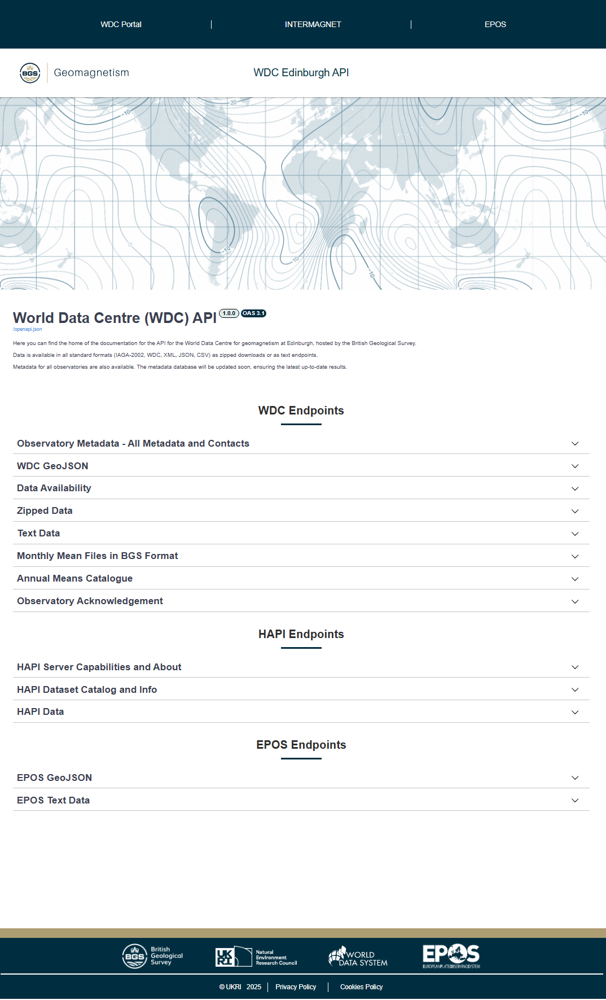 WDC Portal
INTERMAGNET
EPOS
BGS
Geomagnetism
WDC Edinburgh API
20
-10
-10
0
-10
-10
0
-10
0
World Data Centre (WDC) API 1.0.0 OAS 3.1
/openapi.json
Here you can find the home of the documentation for the API for the World Data Centre for geomagnetism at Edinburgh, hosted by the British Geological Survey.
Data is available in all standard formats (IAGA-2002, WDC, XML, JSON, CSV) as zipped downloads or as text endpoints.
Metadata for all observatories are also available. The metadata database will be updated soon, ensuring the latest up-to-date results.
WDC Endpoints
Observatory Metadata - All Metadata and Contacts
WDC GeoJSON
Data Availability
Zipped Data
Text Data
Monthly Mean Files in BGS Format
Annual Means Catalogue
Observatory Acknowledgement
HAPI Endpoints
HAPI Server Capabilities and About
HAPI Dataset Catalog and Info
HAPI Data
EPOS Endpoints
EPOS GeoJSON
EPOS Text Data
BGS
British
Geological
Survey
UK
RI
Natural
Environment
Research Council
WORLD
DATA SYSTEM
EPOS
EUROPEANPLATEOBSERVINGSYSTEM
© UKRI 2025
Privacy Policy
Cookies Policy